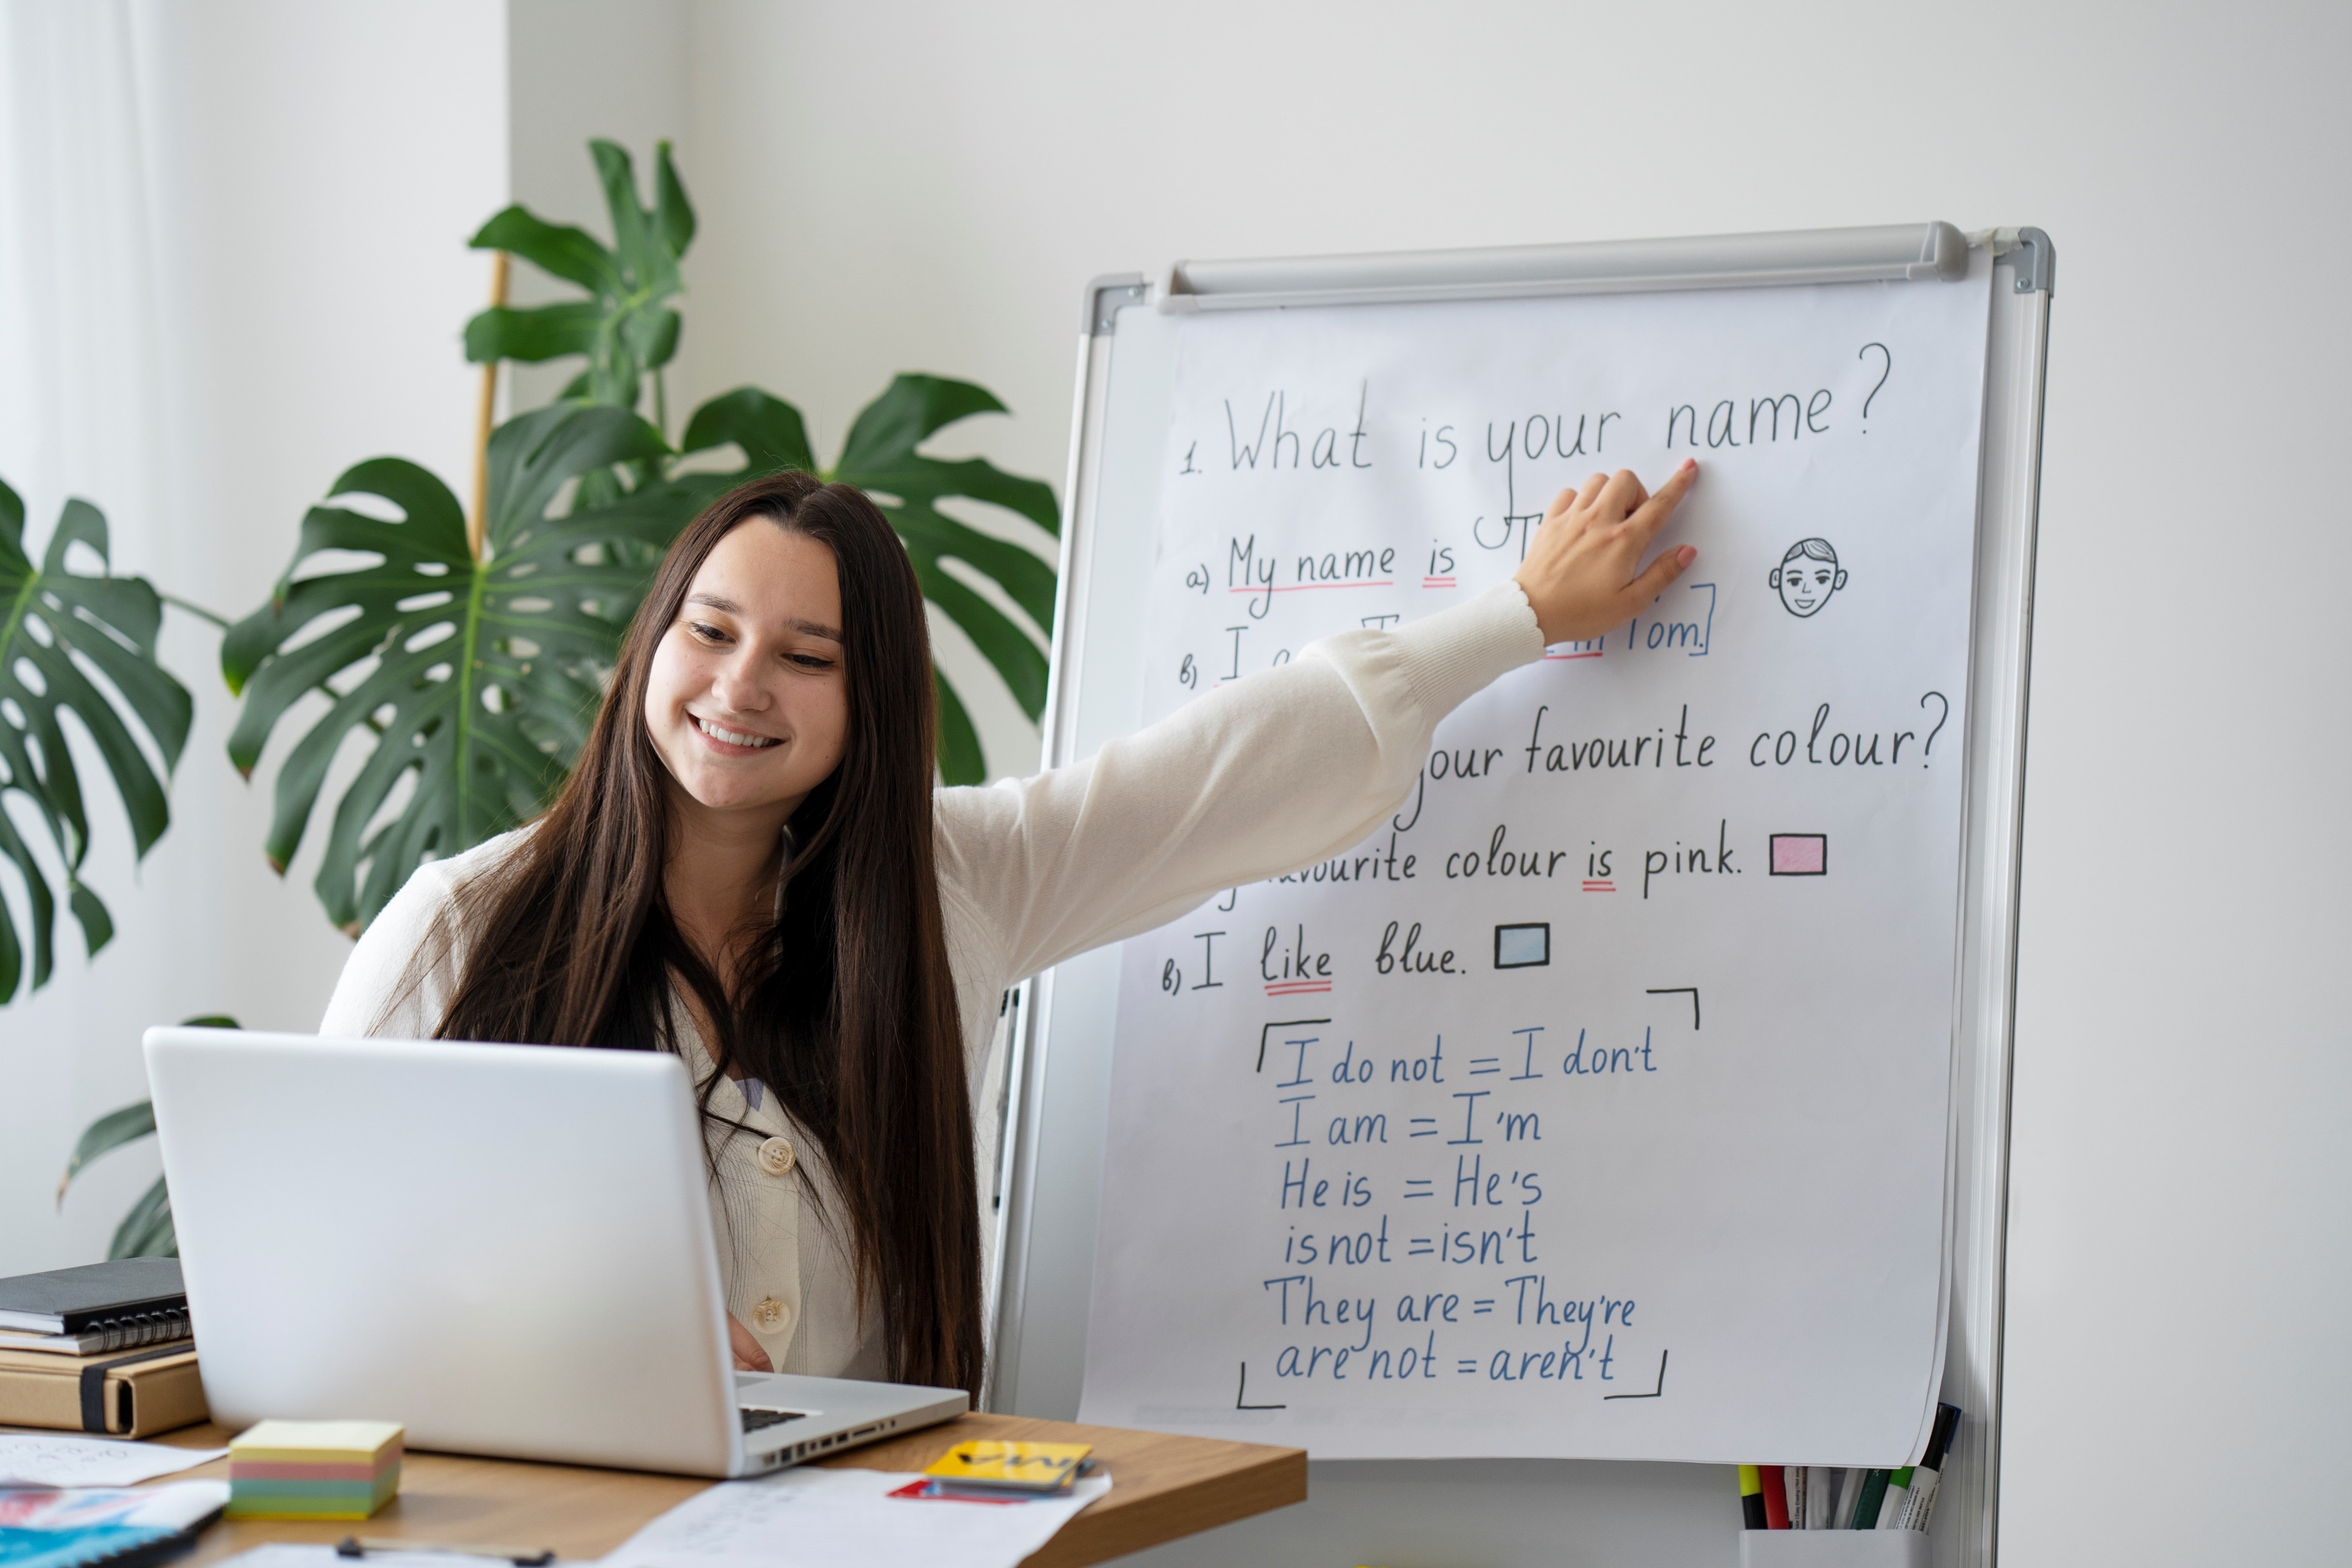 1. What is your name?
a) My name is T
в) I Tom.]
your favourite colour?
favourite colour is pink.
в) I like blue.
I do not = I don't
I am = I'm
He is = He's
is not = isn't
They are = They're
are not = aren't